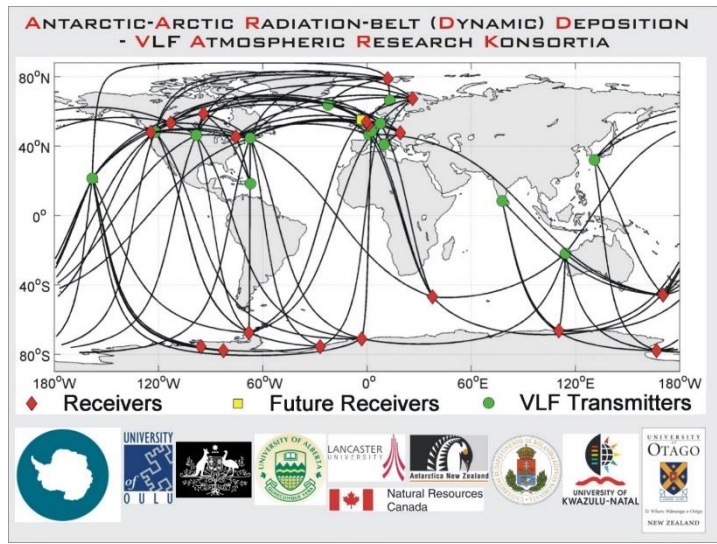 ANTARCTIC-ARCTIC RADIATION-BELT (DYNAMIC) DEPOSITION
- VLF ATMOSPHERIC RESEARCH KONSORTIA
80°N
40°N
0°
40°S
80°S
180°W 120°W 60°W 0° 60°E 120°E 180°W
Receivers Future Receivers VLF Transmitters
UNIVERSITY
of
OULU
UNIVERSITY OF ALBERTA
LANCASTER
UNIVERSITY
Antarctica New Zealand
Natural Resources
Canada
UNIVERSITY OF
KWAZULU-NATAL
UNIVERSITY
of
OTAGO
NEW ZEALAND